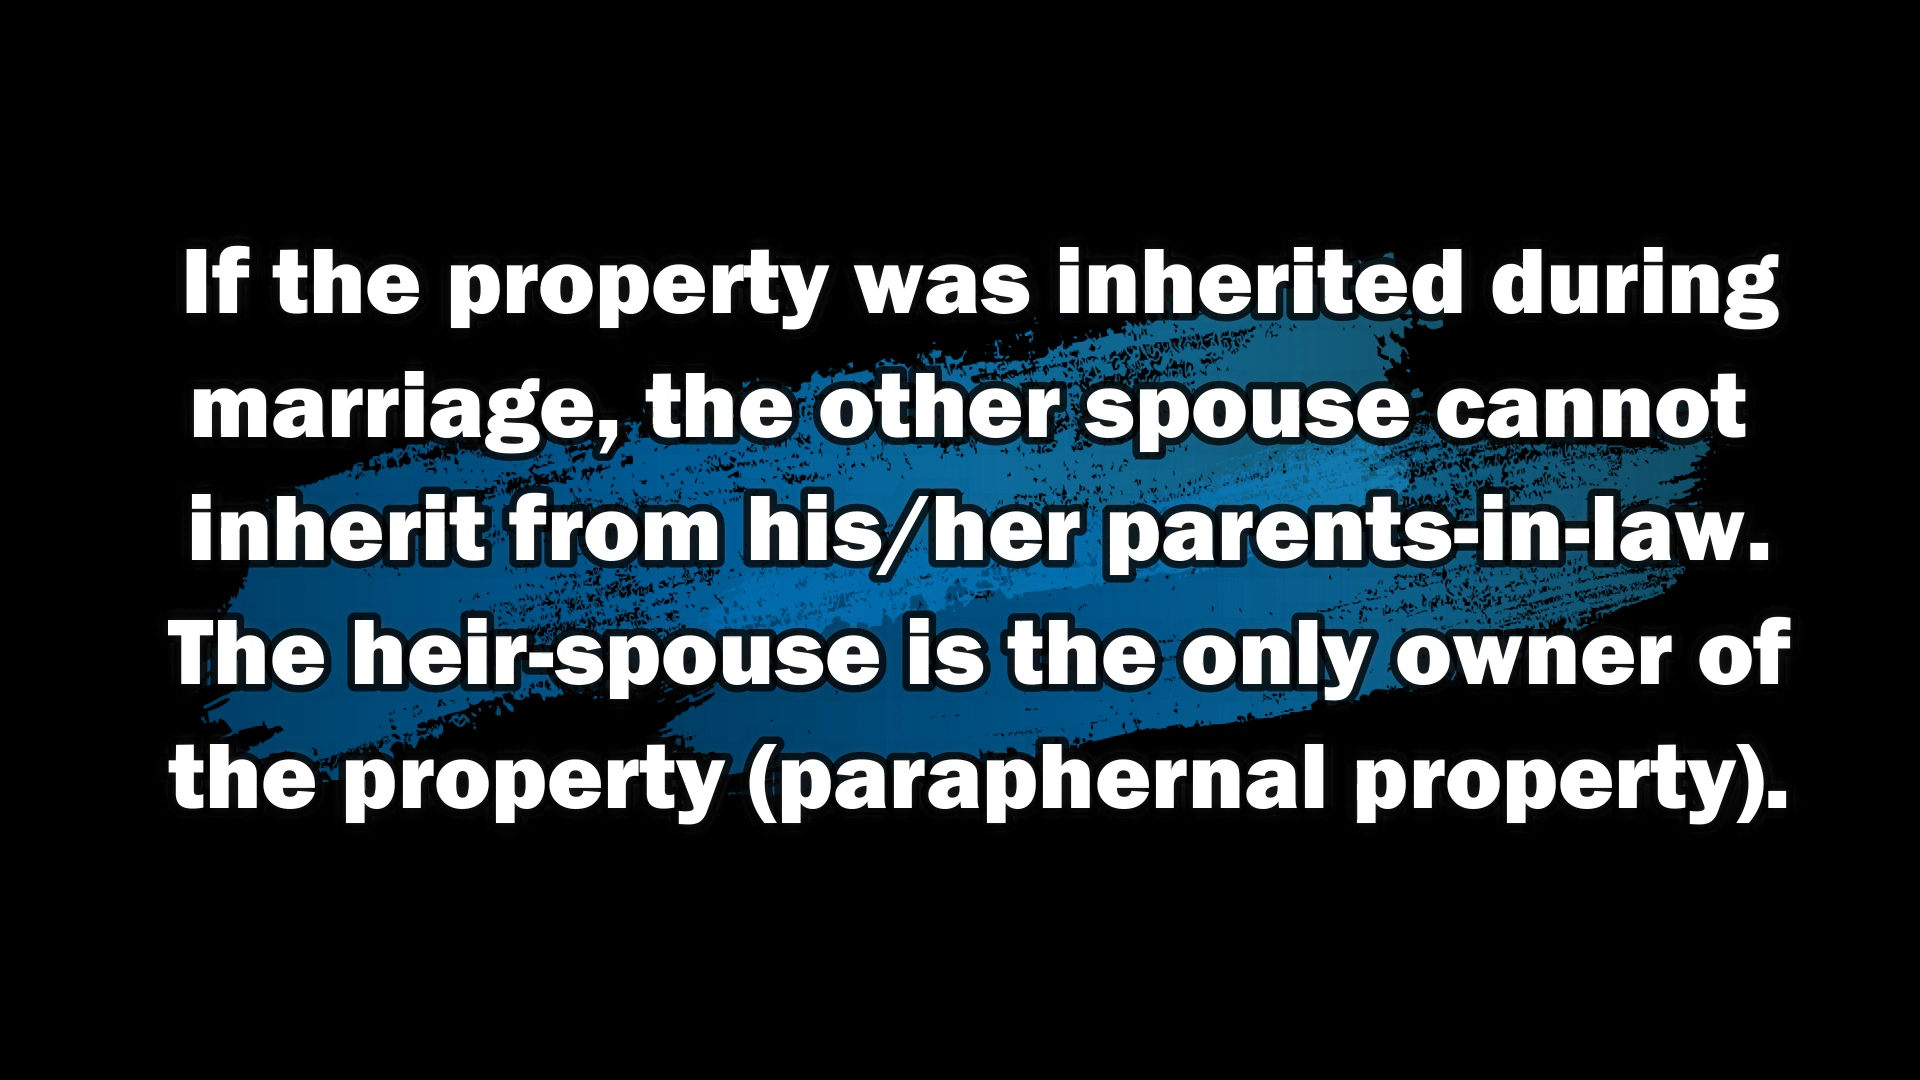 If the property was inherited during
marriage, the other spouse cannot
inherit from his/her parents-in-law.
The heir-spouse is the only owner of
the property (paraphernal property).